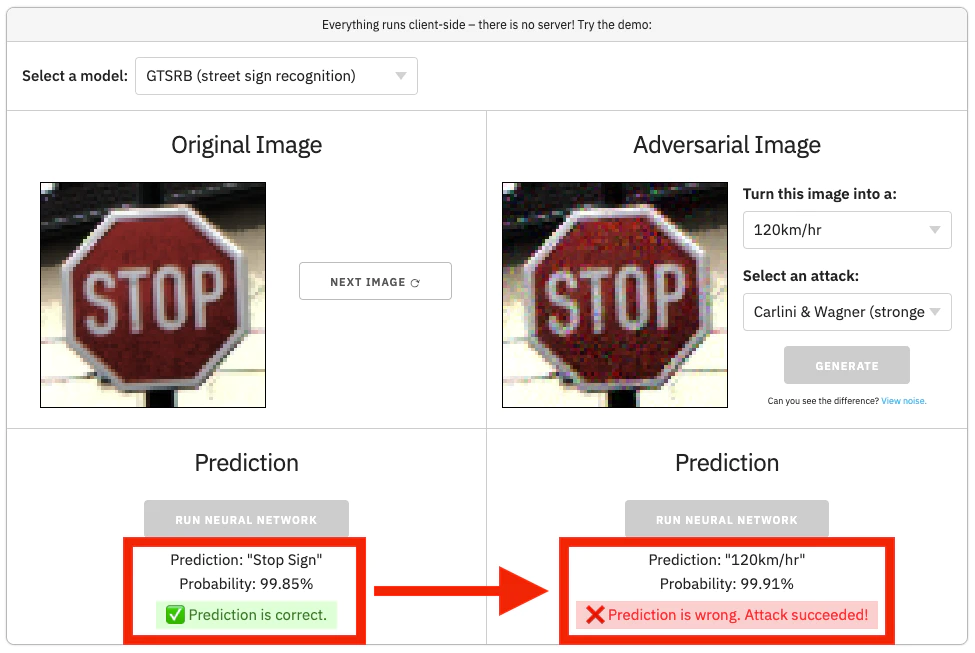 Everything runs client-side – there is no server! Try the demo:
Select a model: GTSRB (street sign recognition)
Original Image
STOP
NEXT IMAGE
Adversarial Image
STOP
Turn this image into a:
120km/hr
Select an attack:
Carlini & Wagner (stronge
GENERATE
Can you see the difference? View noise.
Prediction
RUN NEURAL NETWORK
Prediction: "Stop Sign"
Probability: 99.85%
Prediction is correct.
Prediction
RUN NEURAL NETWORK
Prediction: "120km/hr"
Probability: 99.91%
Prediction is wrong. Attack succeeded!